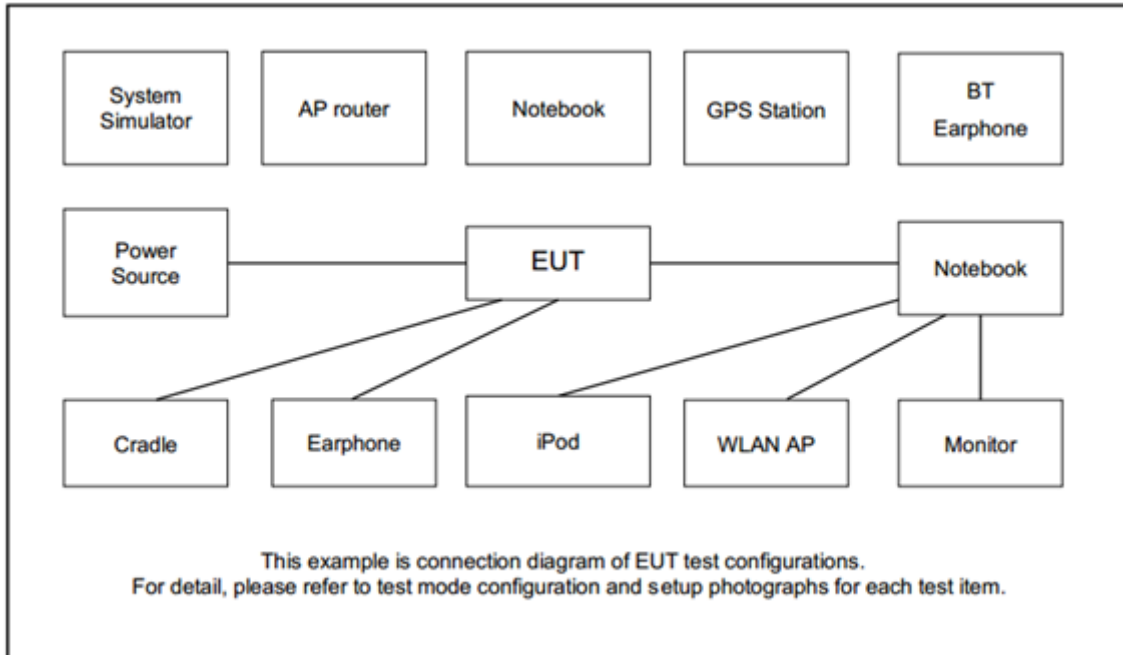 System
Simulator
AP router
Notebook
GPS Station
BT
Earphone
Power
Source
EUT
Notebook
Cradle
Earphone
iPod
WLAN AP
Monitor
This example is connection diagram of EUT test configurations.
For detail, please refer to test mode configuration and setup photographs for each test item.